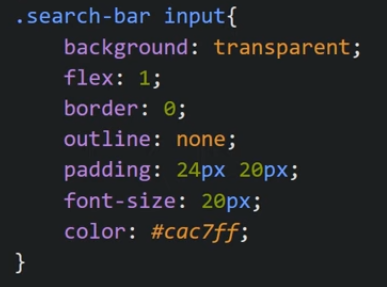 .search-bar input{
    background: transparent;
    flex: 1;
    border: 0;
    outline: none;
    padding: 24px 20px;
    font-size: 20px;
    color: #cac7ff;
}